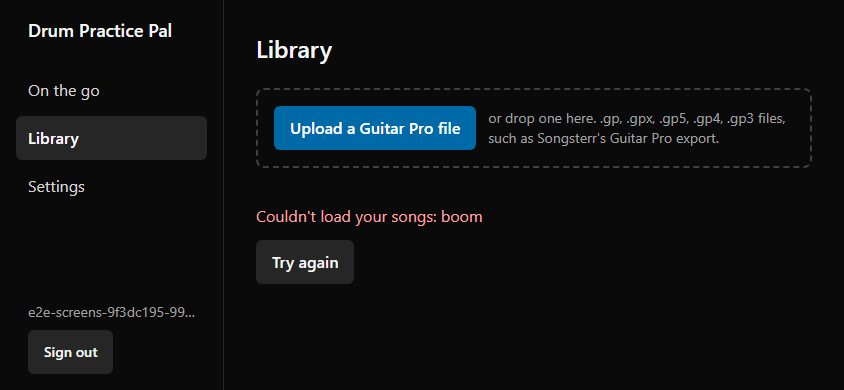 Drum Practice Pal
On the go
Library
Settings
e2e-screens-9f3dc195-99...
Sign out
Library
Upload a Guitar Pro file
or drop one here. .gp, .gpx, .gp5, .gp4, .gp3 files,
such as Songsterr's Guitar Pro export.
Couldn't load your songs: boom
Try again